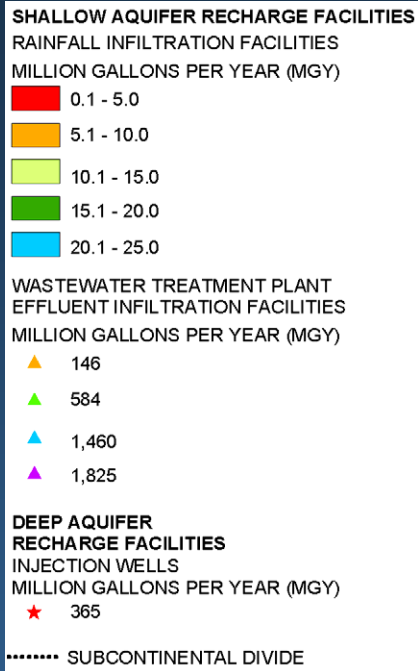 SHALLOW AQUIFER RECHARGE FACILITIES
RAINFALL INFILTRATION FACILITIES
MILLION GALLONS PER YEAR (MGY)
0.1 - 5.0
5.1 - 10.0
10.1 - 15.0
15.1 - 20.0
20.1 - 25.0
WASTEWATER TREATMENT PLANT
EFFLUENT INFILTRATION FACILITIES
MILLION GALLONS PER YEAR (MGY)
146
584
1,460
1,825
DEEP AQUIFER
RECHARGE FACILITIES
INJECTION WELLS
MILLION GALLONS PER YEAR (MGY)
365
SUBCONTINENTAL DIVIDE